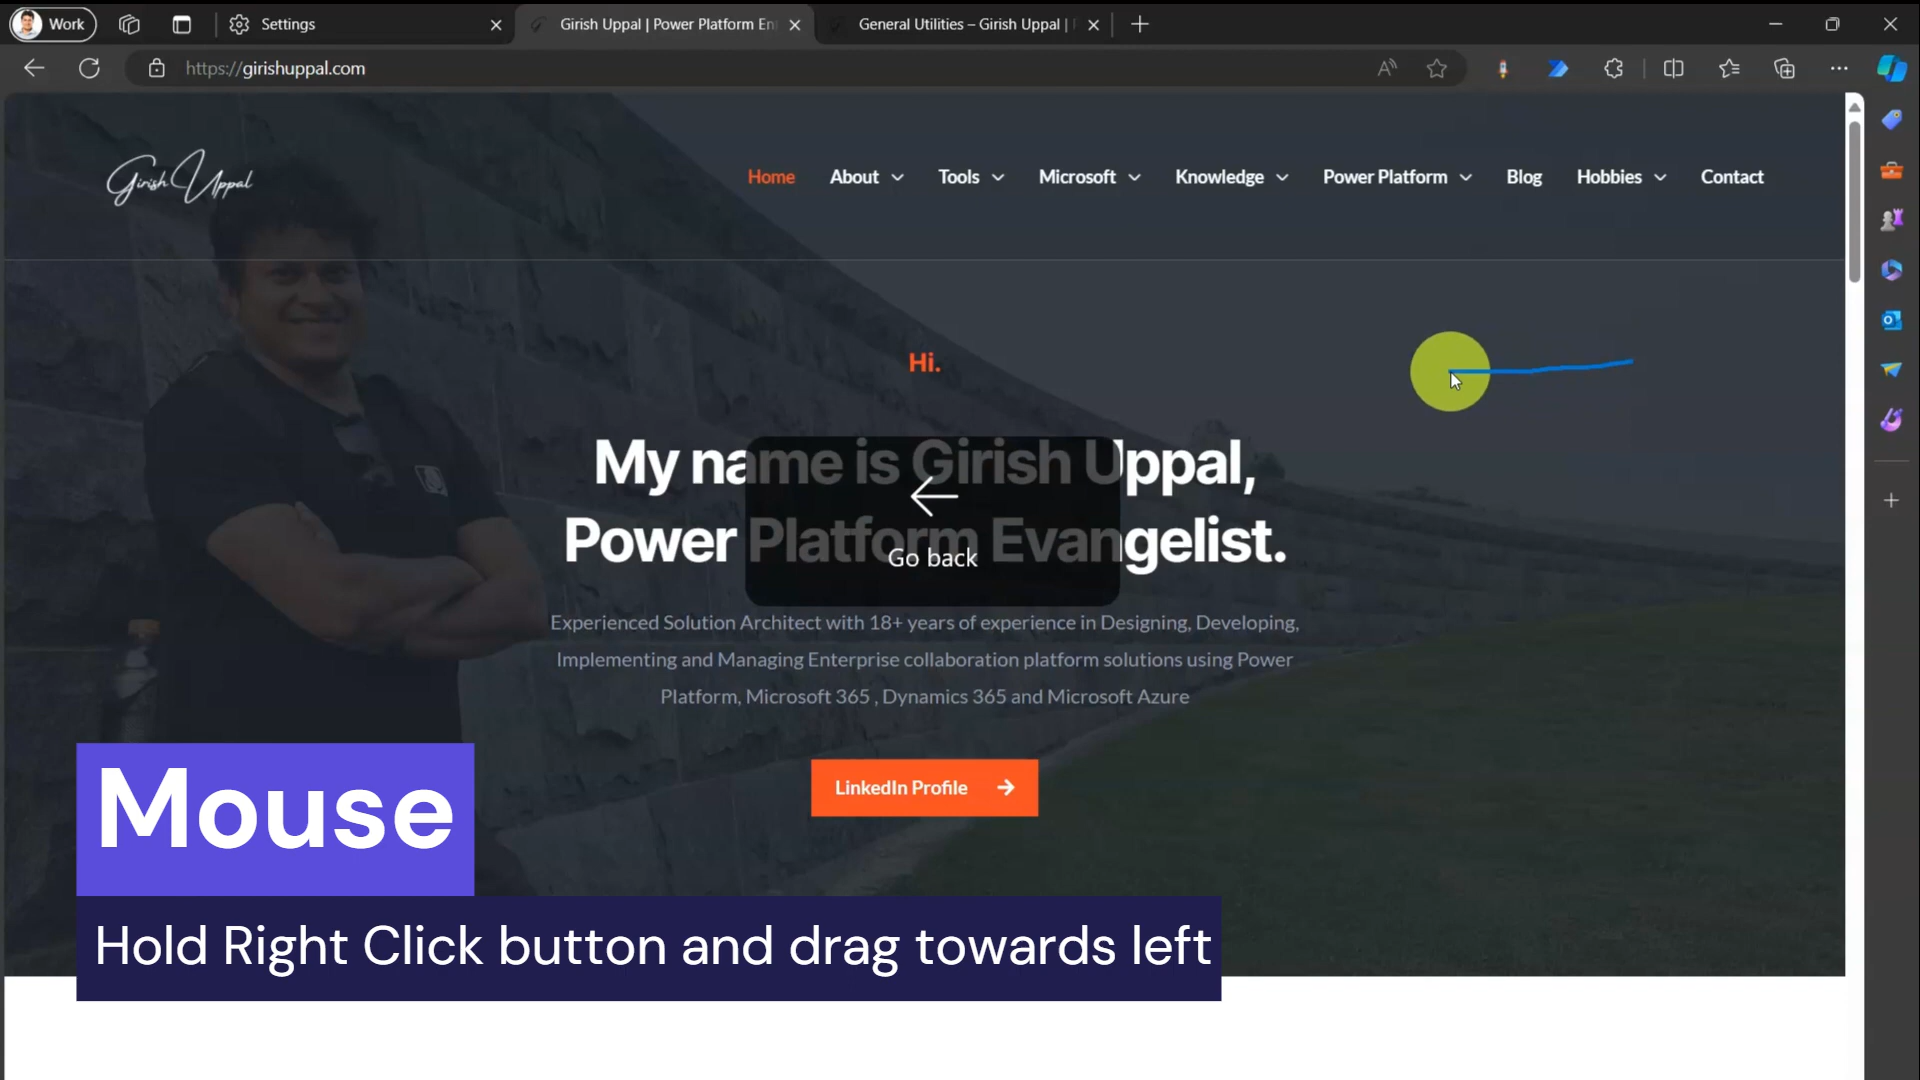 Work
Settings
Girish Uppal | Power Platform En
General Utilities – Girish Uppal |
https://girishuppal.com
Girish Uppal
Home
About
Tools
Microsoft
Knowledge
Power Platform
Blog
Hobbies
Contact
Hi.
My name is Girish Uppal,
Power Platform Evangelist.
Go back
Experienced Solution Architect with 18+ years of experience in Designing, Developing,
Implementing and Managing Enterprise collaboration platform solutions using Power
Platform, Microsoft 365 , Dynamics 365 and Microsoft Azure
LinkedIn Profile
Mouse
Hold Right Click button and drag towards left